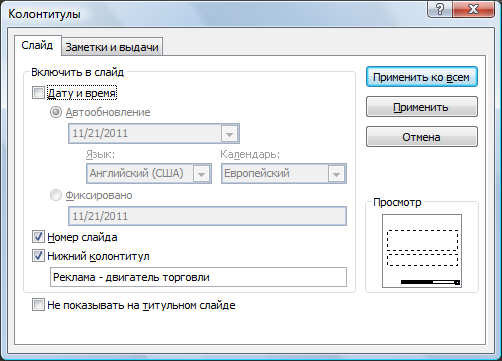 Колонтитулы
Слайд
Заметки и выдачи
Включить в слайд
Дату и время
Автообновление
11/21/2011
Язык:
Календарь:
Английский (США)
Европейский
Фиксировано
11/21/2011
Номер слайда
Нижний колонтитул
Реклама - двигатель торговли
Не показывать на титульном слайде
Применить ко всем
Применить
Отмена
Просмотр